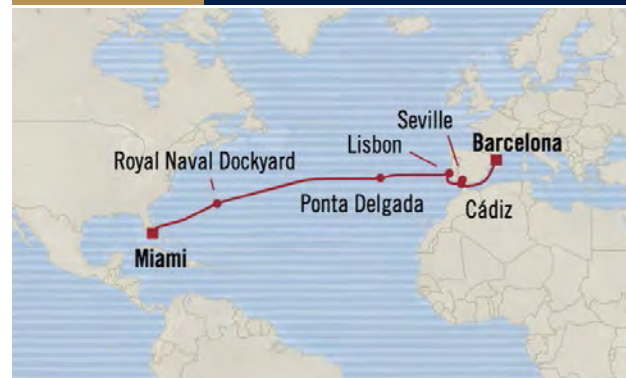 Seville
Lisbon
Barcelona
Royal Naval Dockyard
Ponta Delgada
Cádiz
Miami